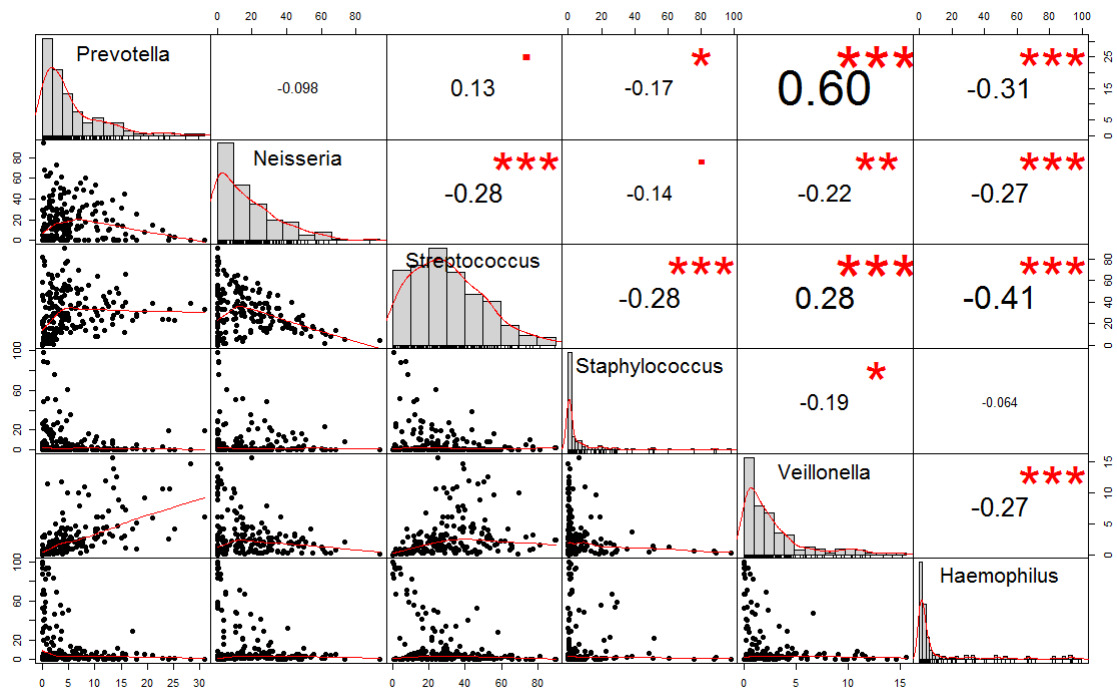 0 20 40 60 80 0 20 40 60 80 100 0 20 40 60 80 100
Prevotella -0.098 0.13 . -0.17 * 0.60 *** -0.31 ***
0 5 15 25
0 20 40 60 80
Neisseria -0.28 *** -0.14 . -0.22 ** -0.27 ***
Streptococcus -0.28 *** 0.28 *** -0.41 ***
0 20 40 60 80
0 20 60 100
Staphylococcus -0.19 * -0.064
Veillonella -0.27 ***
0 5 10 15
0 20 60 100
Haemophilus
0 5 10 15 20 25 30 0 20 40 60 80 0 5 10 15